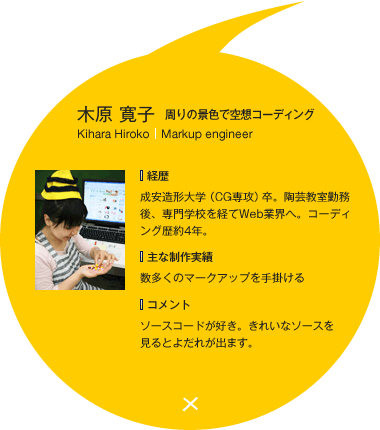 木原 寛子 周りの景色で空想コーディング
Kihara Hiroko | Markup engineer
経歴
成安造形大学（CG専攻）卒。陶芸教室勤務
後、専門学校を経てWeb業界へ。コーディ
ング歴約4年。
主な制作実績
数多くのマークアップを手掛ける
コメント
ソースコードが好き。きれいなソースを
見るとよだれが出ます。